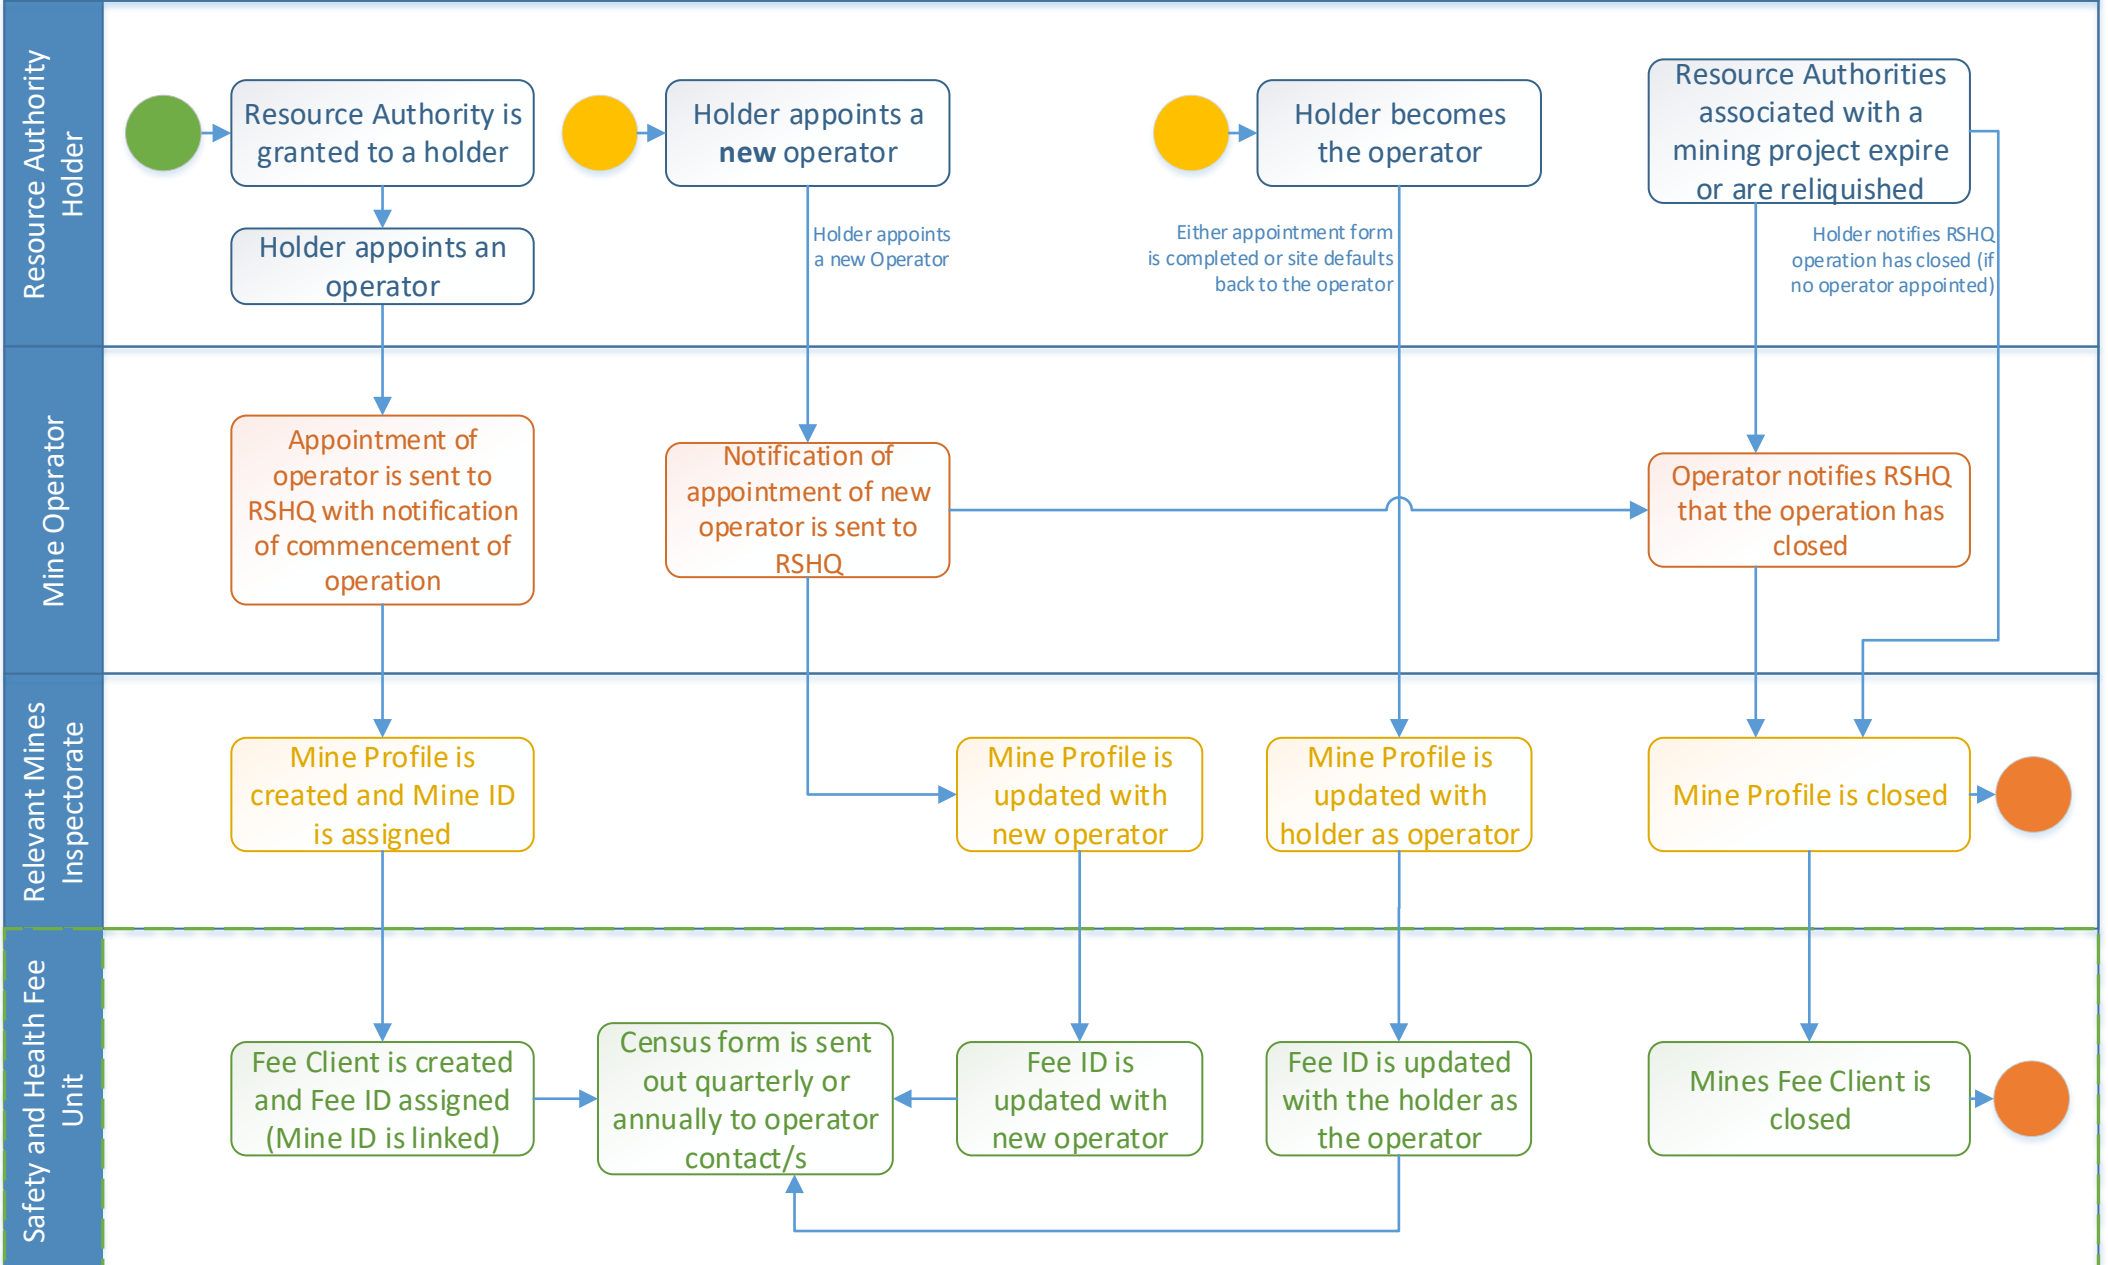 Resource Authority
Holder
Resource Authority is
granted to a holder
Holder appoints an
operator
Holder appoints a
new operator
Holder appoints
a new Operator
Holder becomes
the operator
Either appointment form
is completed or site defaults
back to the operator
Resource Authorities
associated with a
mining project expire
or are reliquished
Holder notifies RSHQ
operation has closed (if
no operator appointed)
Mine Operator
Appointment of
operator is sent to
RSHQ with notification
of commencement of
operation
Notification of
appointment of new
operator is sent to
RSHQ
Operator notifies RSHQ
that the operation has
closed
Relevant Mines
Inspectorate
Mine Profile is
created and Mine ID
is assigned
Mine Profile is
updated with
new operator
Mine Profile is
updated with
holder as operator
Mine Profile is closed
Safety and Health Fee
Unit
Fee Client is created
and Fee ID assigned
(Mine ID is linked)
Census form is sent
out quarterly or
annually to operator
contact/s
Fee ID is
updated with
new operator
Fee ID is updated
with the holder as
the operator
Mines Fee Client is
closed